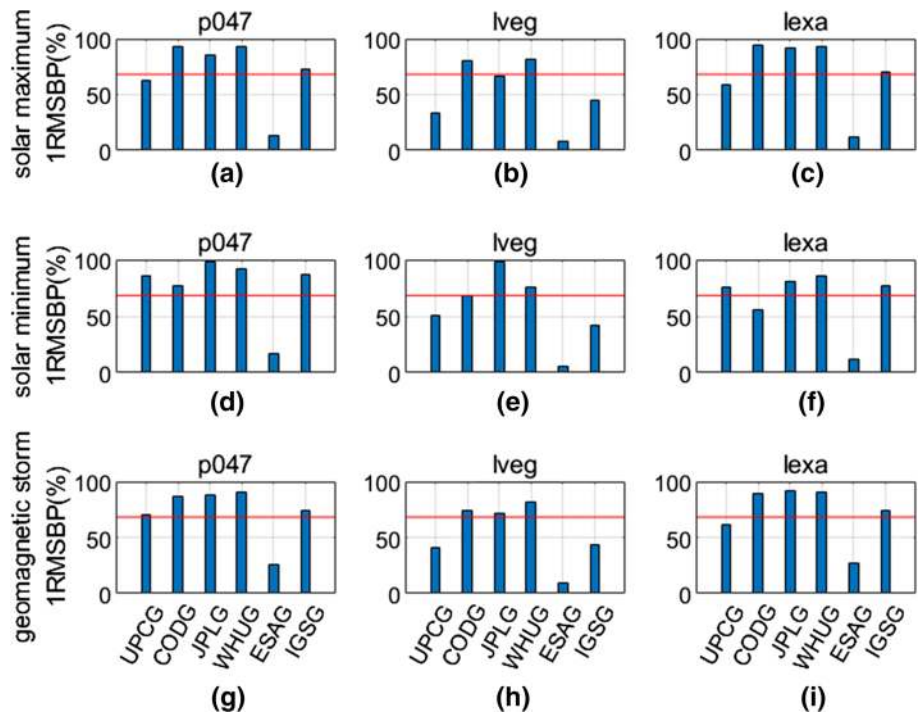 p047
lveg
lexa
solar maximum
1RMSBP(%)
100
50
0
100
50
0
100
50
0
(a)
(b)
(c)
p047
lveg
lexa
solar minimum
1RMSBP(%)
100
50
0
100
50
0
100
50
0
(d)
(e)
(f)
p047
lveg
lexa
geomagnetic storm
1RMSBP(%)
100
50
0
100
50
0
100
50
0
UPCG
CODG
JPLG
WHUG
ESAG
IGSG
UPCG
CODG
JPLG
WHUG
ESAG
IGSG
UPCG
CODG
JPLG
WHUG
ESAG
IGSG
(g)
(h)
(i)